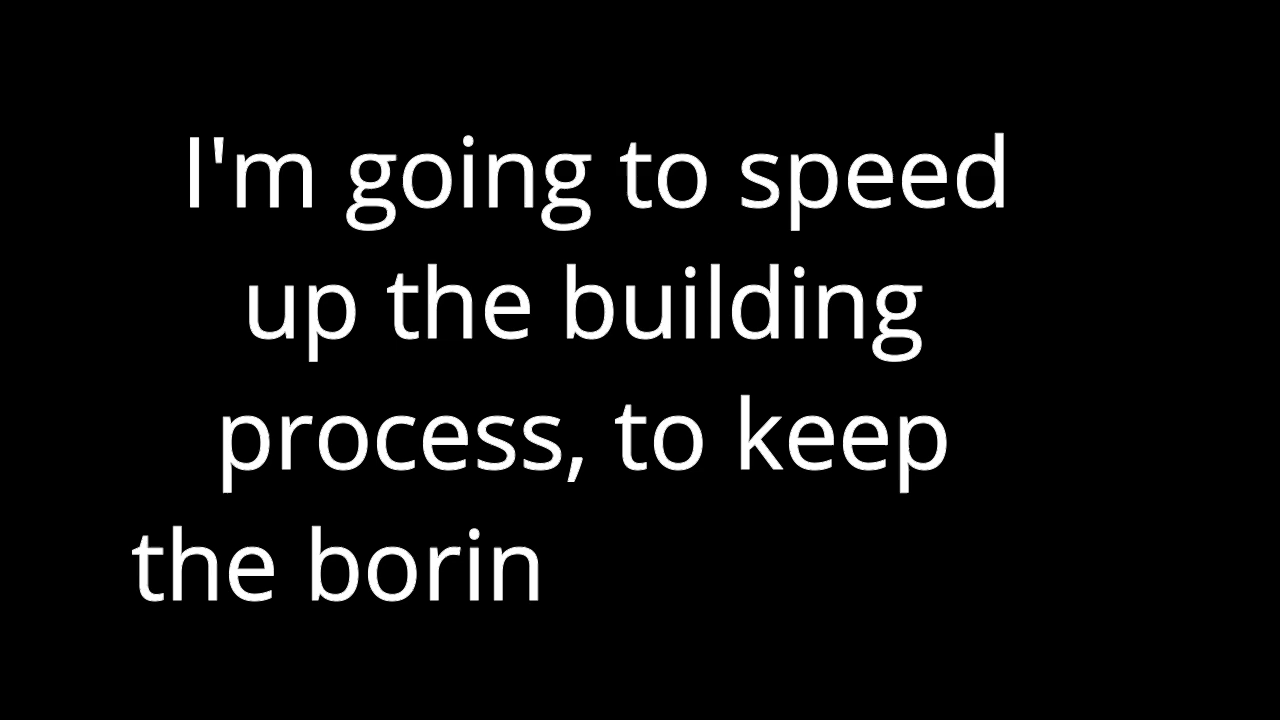 I'm going to speed
up the building
process, to keep
the borin